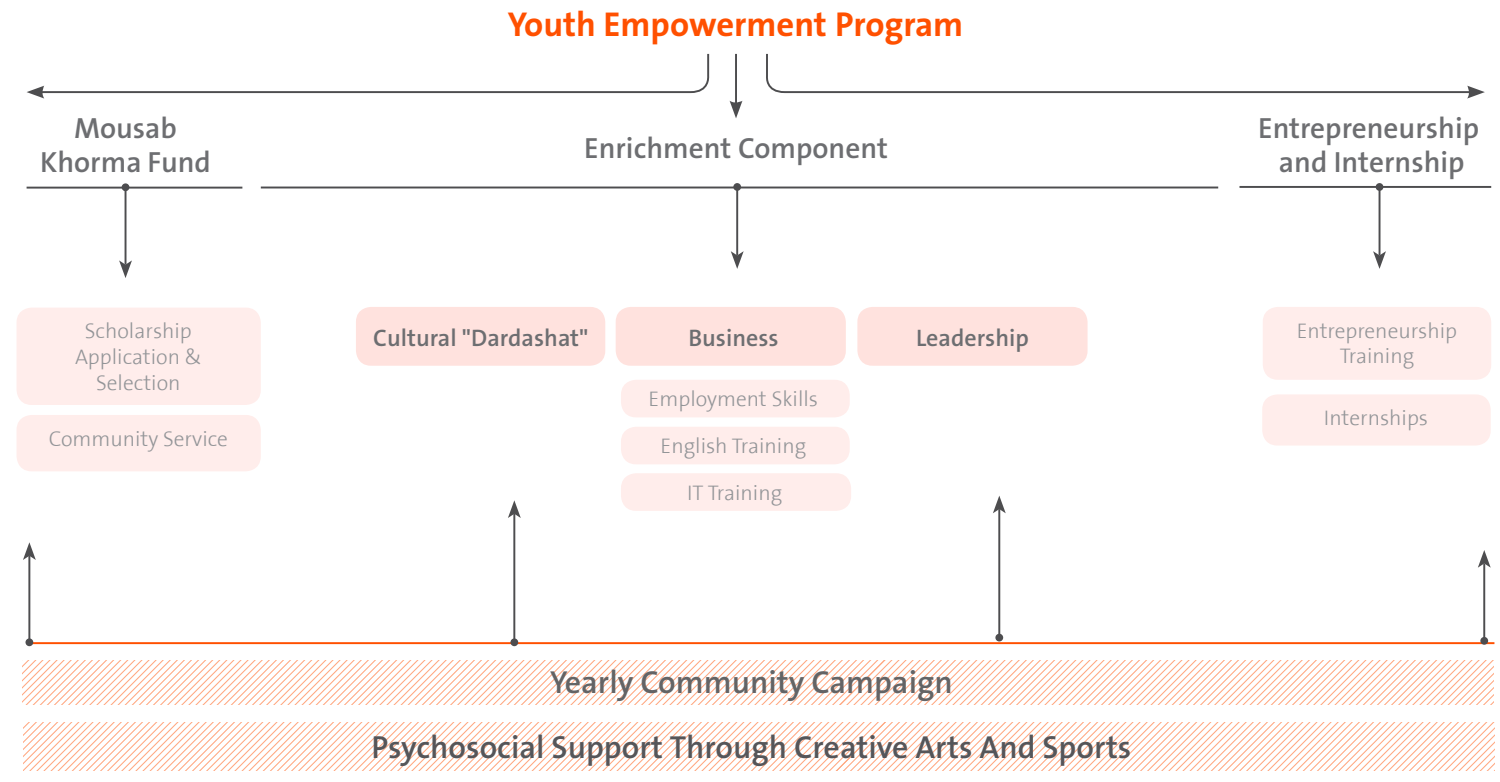 Youth Empowerment Program
Mousab
Khorma Fund
Enrichment Component
Entrepreneurship
and Internship
Scholarship
Application &
Selection
Community Service
Cultural "Dardashat"
Business
Leadership
Employment Skills
English Training
IT Training
Entrepreneurship
Training
Internships
Yearly Community Campaign
Psychosocial Support Through Creative Arts And Sports